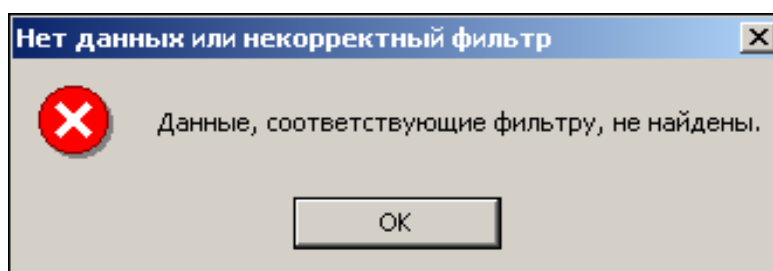 Нет данных или некорректный фильтр
Данные, соответствующие фильтру, не найдены.
OK